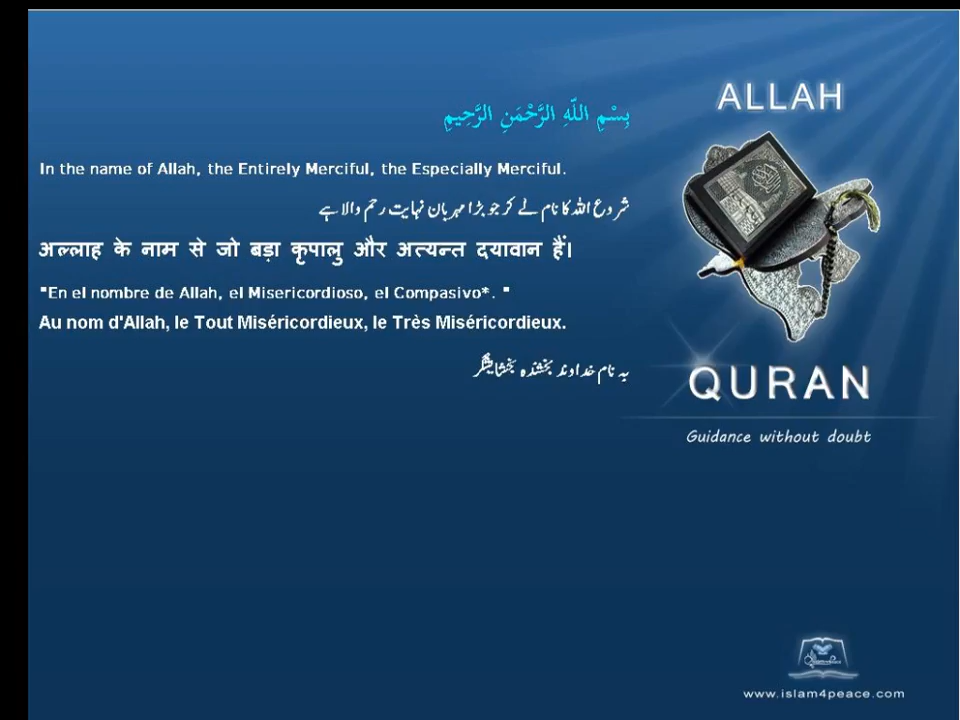 بِسْمِ اللَّهِ الرَّحْمَنِ الرَّحِيمِ
In the name of Allah, the Entirely Merciful, the Especially Merciful.
شروع الله کا نام لے کر جو بڑا مہربان نہایت رحم والا ہے
अल्लाह के नाम से जो बड़ा कृपालु और अत्यन्त दयावान हैं।
"En el nombre de Allah, el Misericordioso, el Compasivo*. "
Au nom d'Allah, le Tout Miséricordieux, le Très Miséricordieux.
به نام خداوند بخشنده بخشایشگر
ALLAH
QURAN
Guidance without doubt
www.islam4peace.com